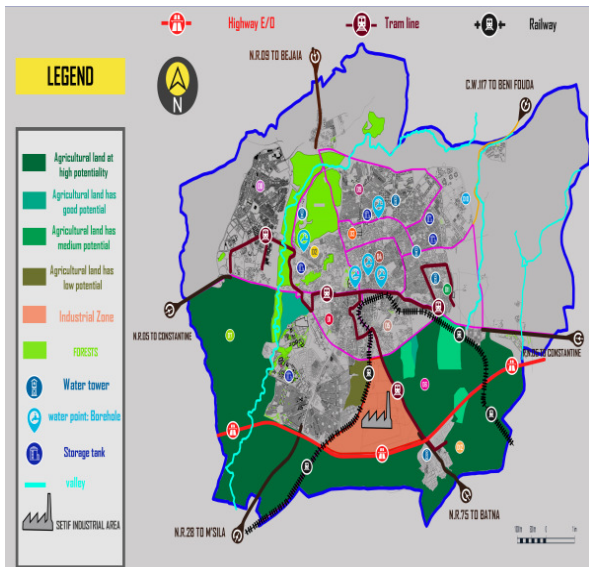 Highway E/O
Tram line
Railway
LEGEND
N
N.R.09 TO BEJAIA
C.W.117 TO BENI FOUDA
Agricultural land at
high potentiality
Agricultural land has
good potential
Agricultural land has
medium potential
Agricultural land has
low potential
Industrial Zone
FORESTS
Water tower
water point: Borehole
Storage tank
valley
SETIF INDUSTRIAL AREA
N.R.05 TO CONSTANTINE
TO CONSTANTINE
N.R.28 TO M'SILA
N.R.75 TO BATNA